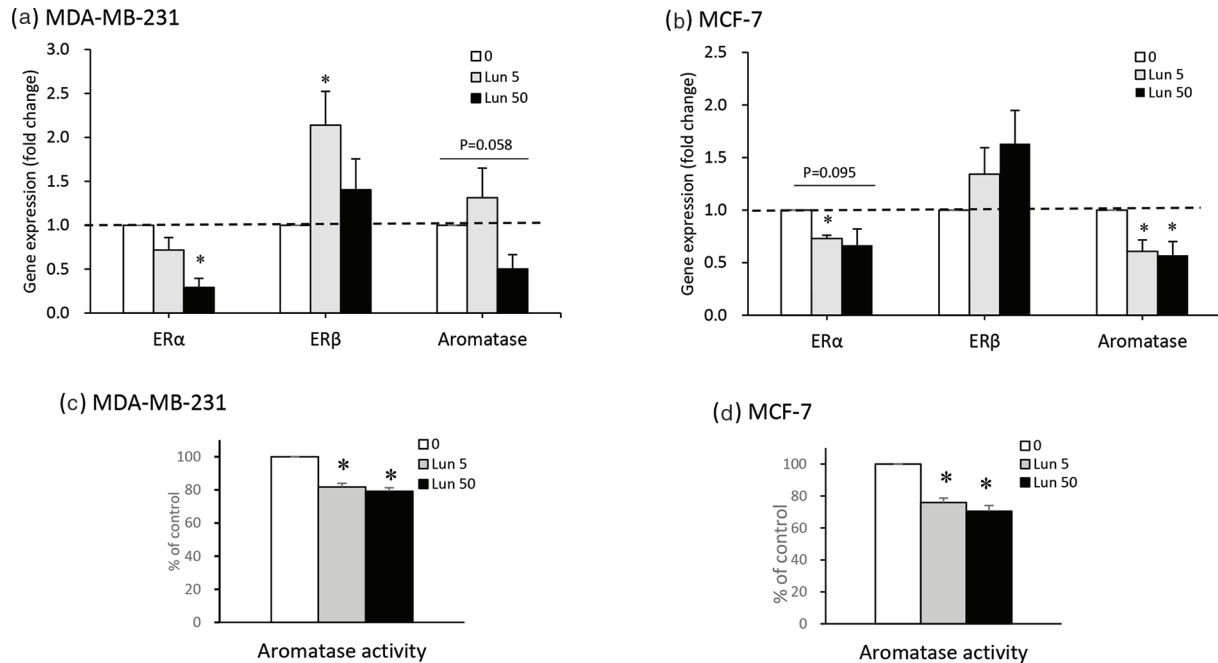 (a) MDA-MB-231
Gene expression (fold change)
3.0
2.5
2.0
1.5
1.0
0.5
0.0
0
Lun 5
Lun 50
*
*
P=0.058
ERα
ERβ
Aromatase
(b) MCF-7
Gene expression (fold change)
2.5
2.0
1.5
1.0
0.5
0.0
0
Lun 5
Lun 50
P=0.095
*
* *
ERα
ERβ
Aromatase
(c) MDA-MB-231
% of control
100
80
60
40
20
0
0
Lun 5
Lun 50
* *
Aromatase activity
(d) MCF-7
% of control
100
80
60
40
20
0
0
Lun 5
Lun 50
* *
Aromatase activity